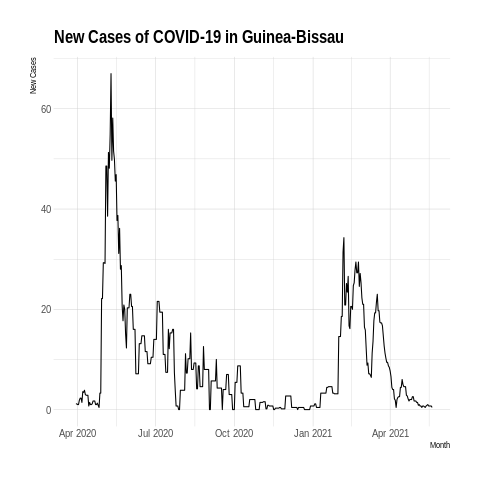 New Cases of COVID-19 in Guinea-Bissau
New Cases
60
40
20
0
Apr 2020 Jul 2020 Oct 2020 Jan 2021 Apr 2021
Month